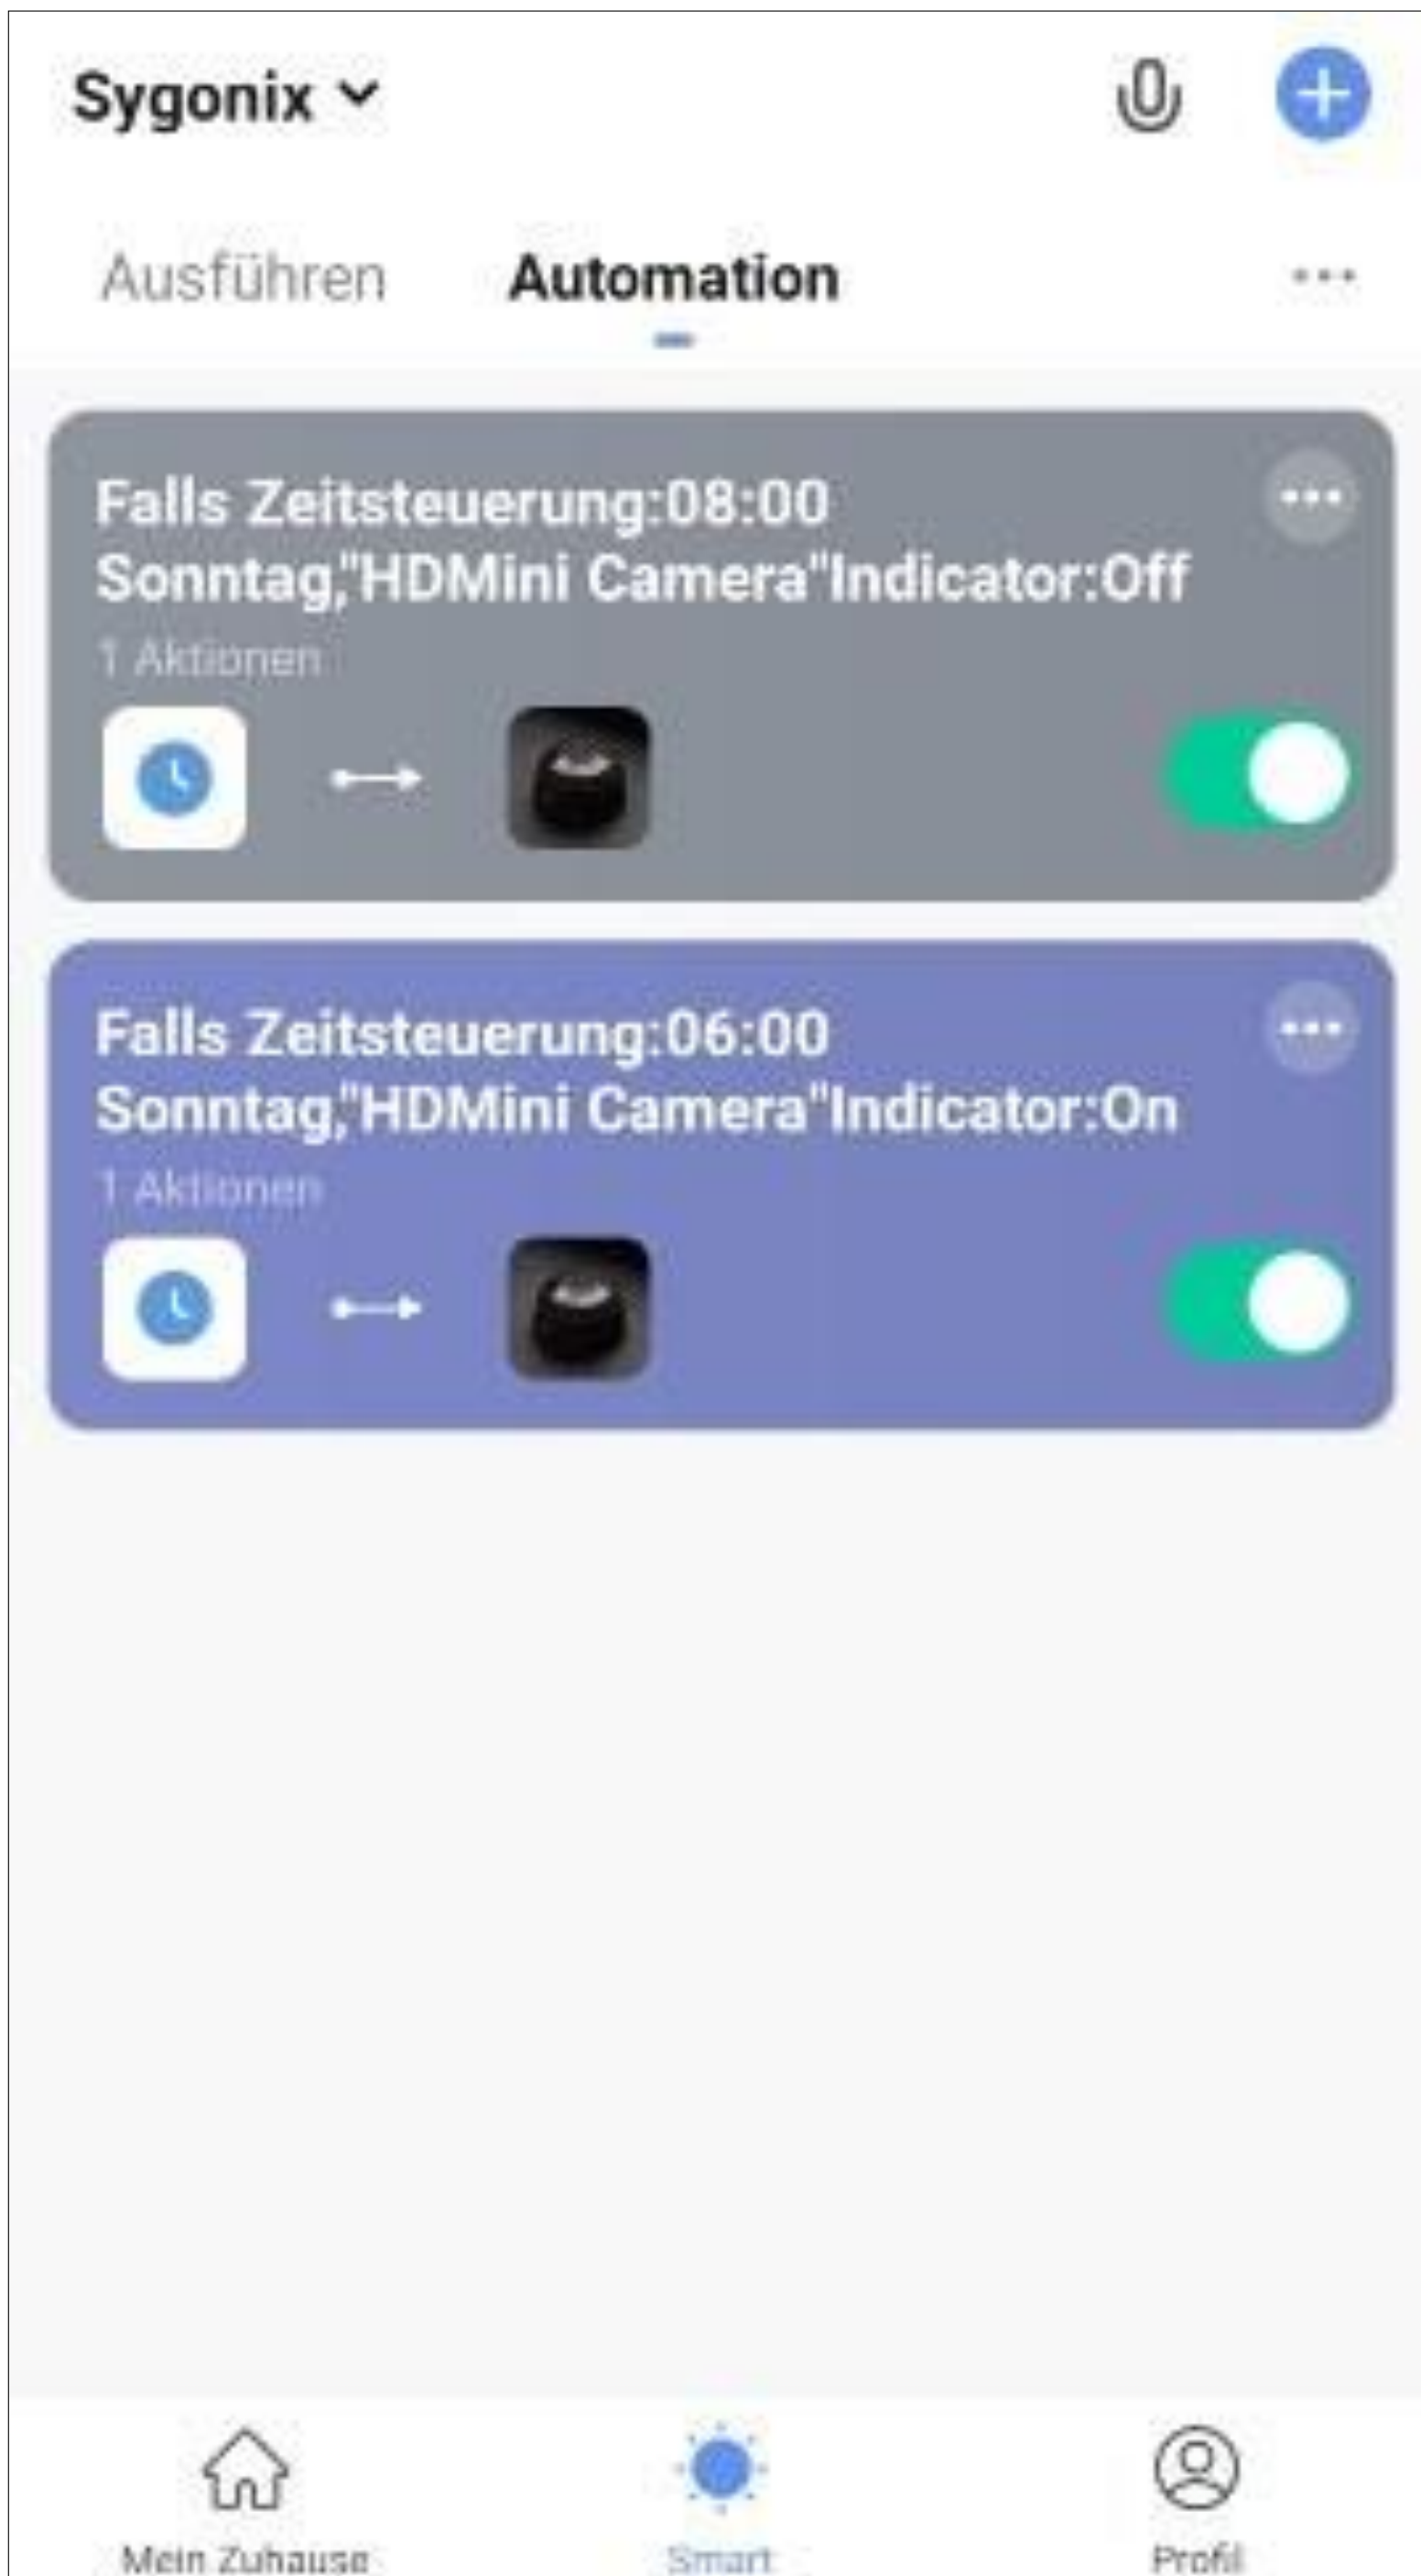 Sygonix
Ausführen Automation
Falls Zeitsteuerung:08:00
Sonntag,"HDMini Camera"Indicator:Off
1 Aktionen
Falls Zeitsteuerung:06:00
Sonntag,"HDMini Camera"Indicator:On
1 Aktionen
Mein Zuhause Smart Profil